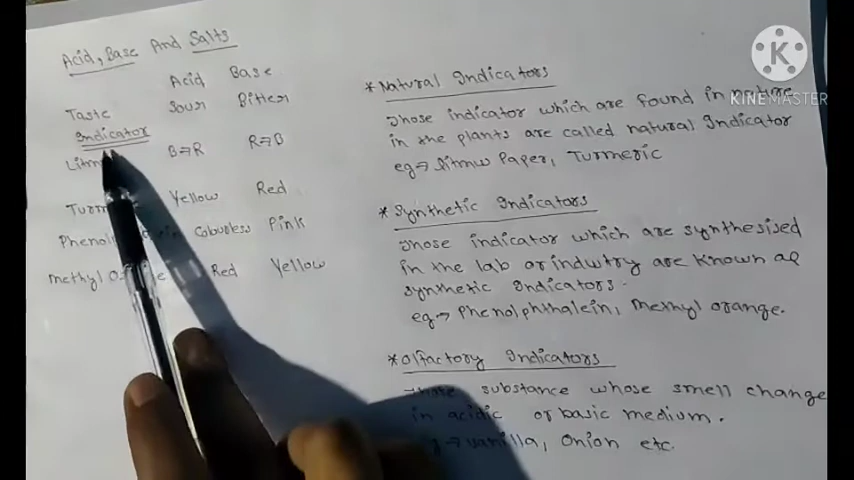 Acid, Base And Salts
Acid Base
Taste Sour Bitter
Indicator
B→R R→B
Yellow Red
Colourless Pink
Methyl Red Yellow
*Natural Indicators
Those indicator which are found in nature
in the plants are called natural Indicator
eg→ litmus Paper, Turmeric
*Synthetic Indicators
Those indicator which are synthesised
in the lab or industry are known as
synthetic Indicators.
eg→ Phenolphthalein, Methyl orange.
*Olfactory Indicators
substance whose smell change
in acidic or basic medium.
vanilla, Onion etc
K
KINEMASTER